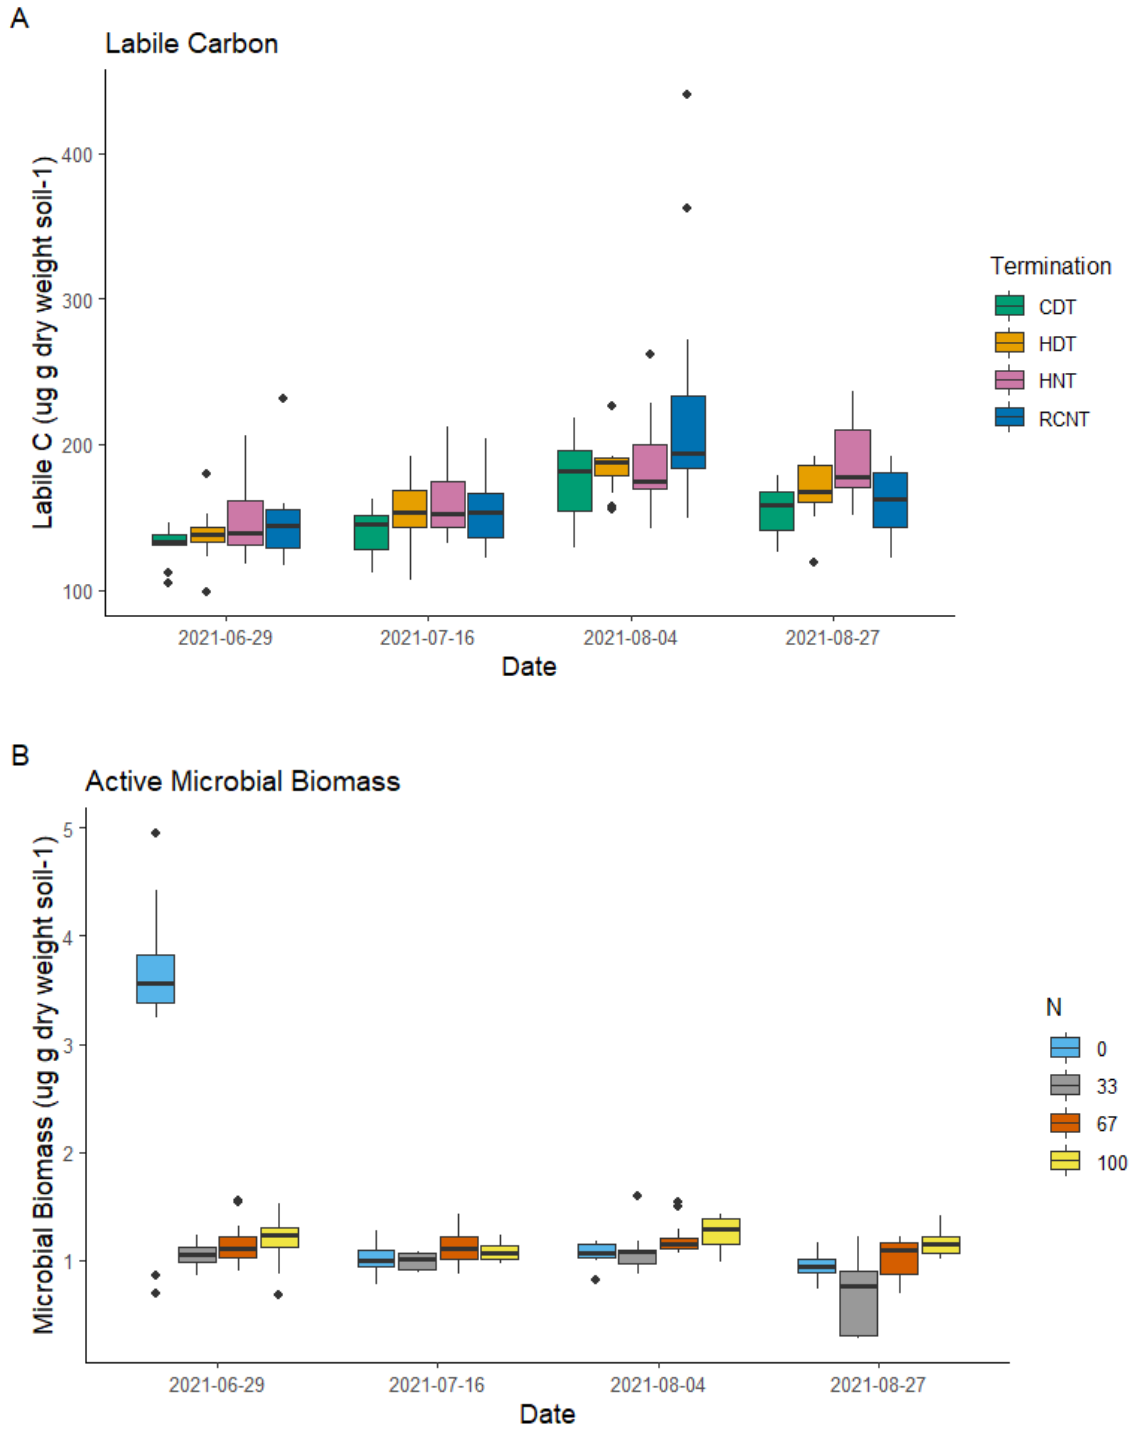 A
Labile Carbon
Labile C (ug g dry weight soil-1)
400
300
200
100
2021-06-29 2021-07-16 2021-08-04 2021-08-27
Date
Termination
CDT
HDT
HNT
RCNT
B
Active Microbial Biomass
Microbial Biomass (ug g dry weight soil-1)
5
4
3
2
1
2021-06-29 2021-07-16 2021-08-04 2021-08-27
Date
N
0
33
67
100